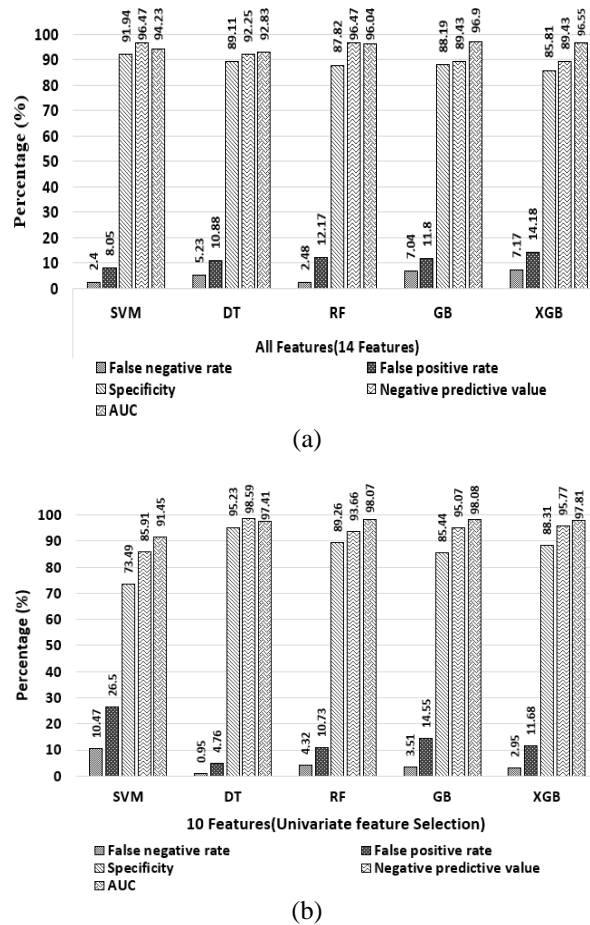 100
90
80
70
60
50
40
30
20
10
0
Percentage (%)
2.4 8.05 91.94 96.47 94.23
5.23 10.88 89.11 92.25 92.83
2.48 12.17 87.82 96.47 96.04
7.04 11.8 88.19 89.43 96.9
7.17 14.18 85.81 89.43 96.55
SVM DT RF GB XGB
All Features(14 Features)
False negative rate False positive rate
Specificity Negative predictive value
AUC
(a)
100
90
80
70
60
50
40
30
20
10
0
Percentage (%)
10.47 26.5 73.49 85.91 91.45
0.95 4.76 95.23 98.59 97.41
4.32 10.73 89.26 93.66 98.07
3.51 14.55 85.44 95.07 98.08
2.95 11.68 88.31 95.77 97.81
SVM DT RF GB XGB
10 Features(Univariate feature Selection)
False negative rate False positive rate
Specificity Negative predictive value
AUC
(b)